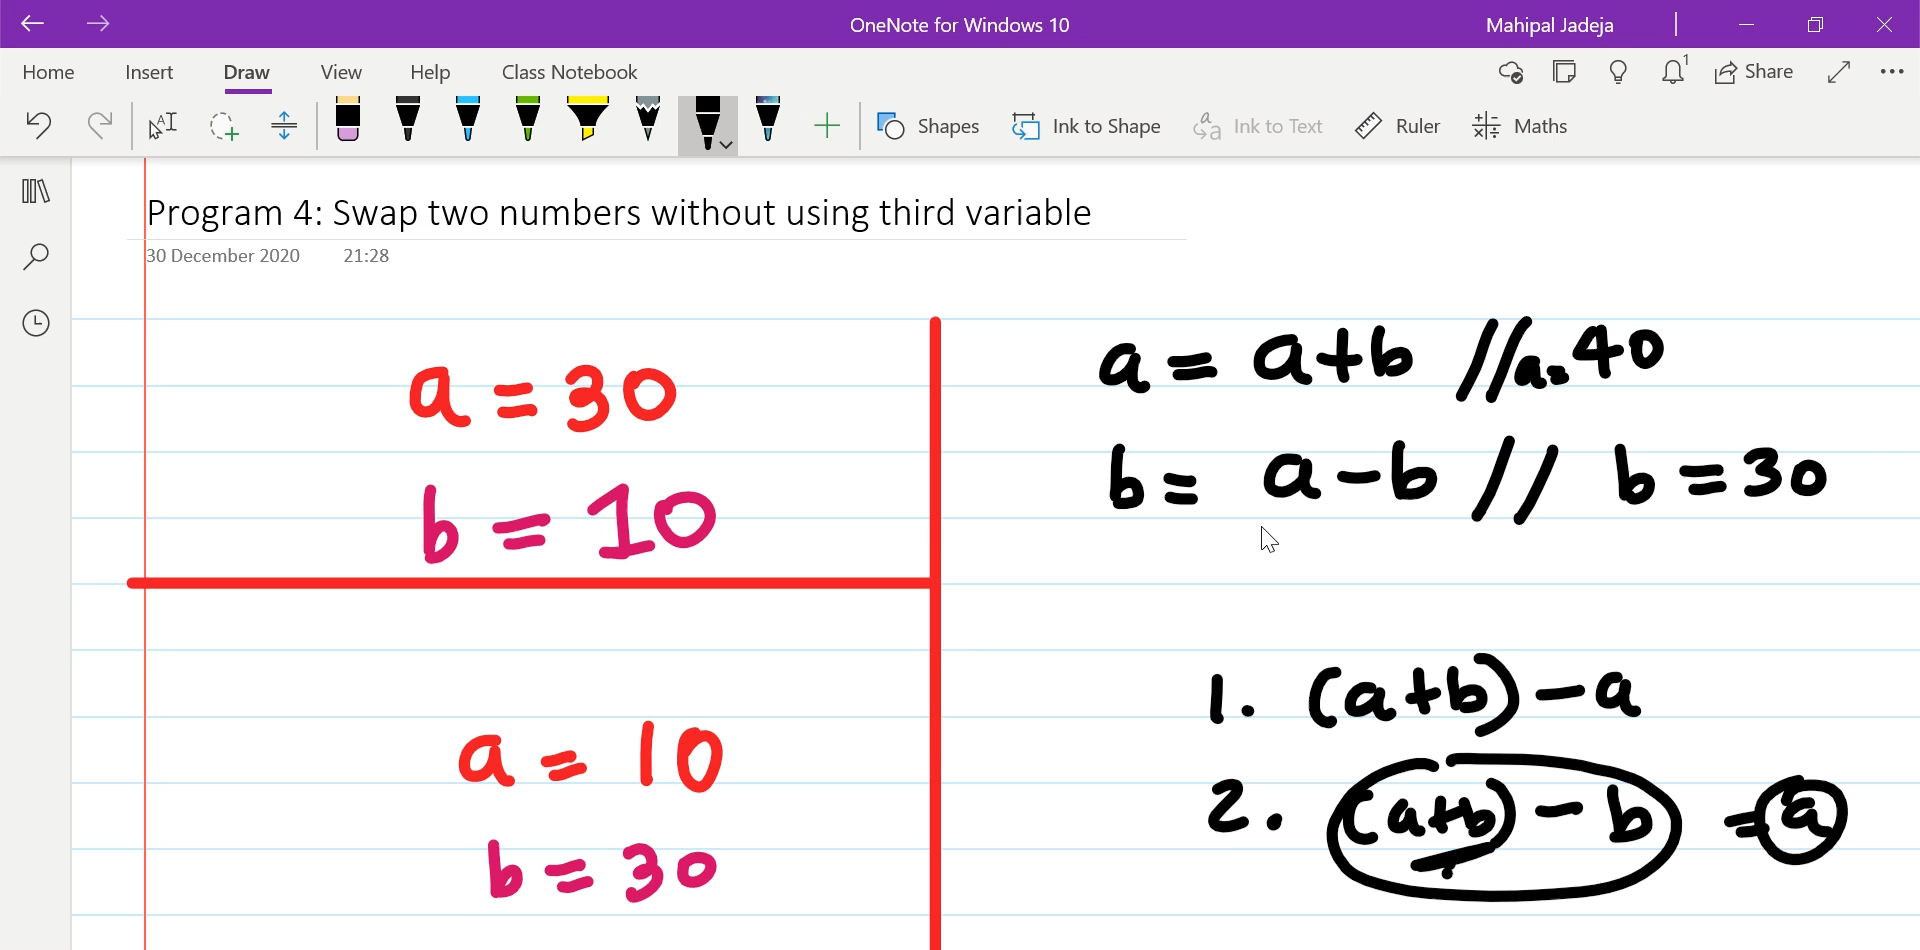 OneNote for Windows 10
Mahipal Jadeja
Home Insert Draw View Help Class Notebook
Share
Shapes Ink to Shape Ink to Text Ruler Maths
Program 4: Swap two numbers without using third variable
30 December 2020 21:28
a = 30
b = 10
a = 10
b = 30
a = a+b // a= 40
b = a - b // b = 30
1. (a+b) - a
2. (a+b) - b = a